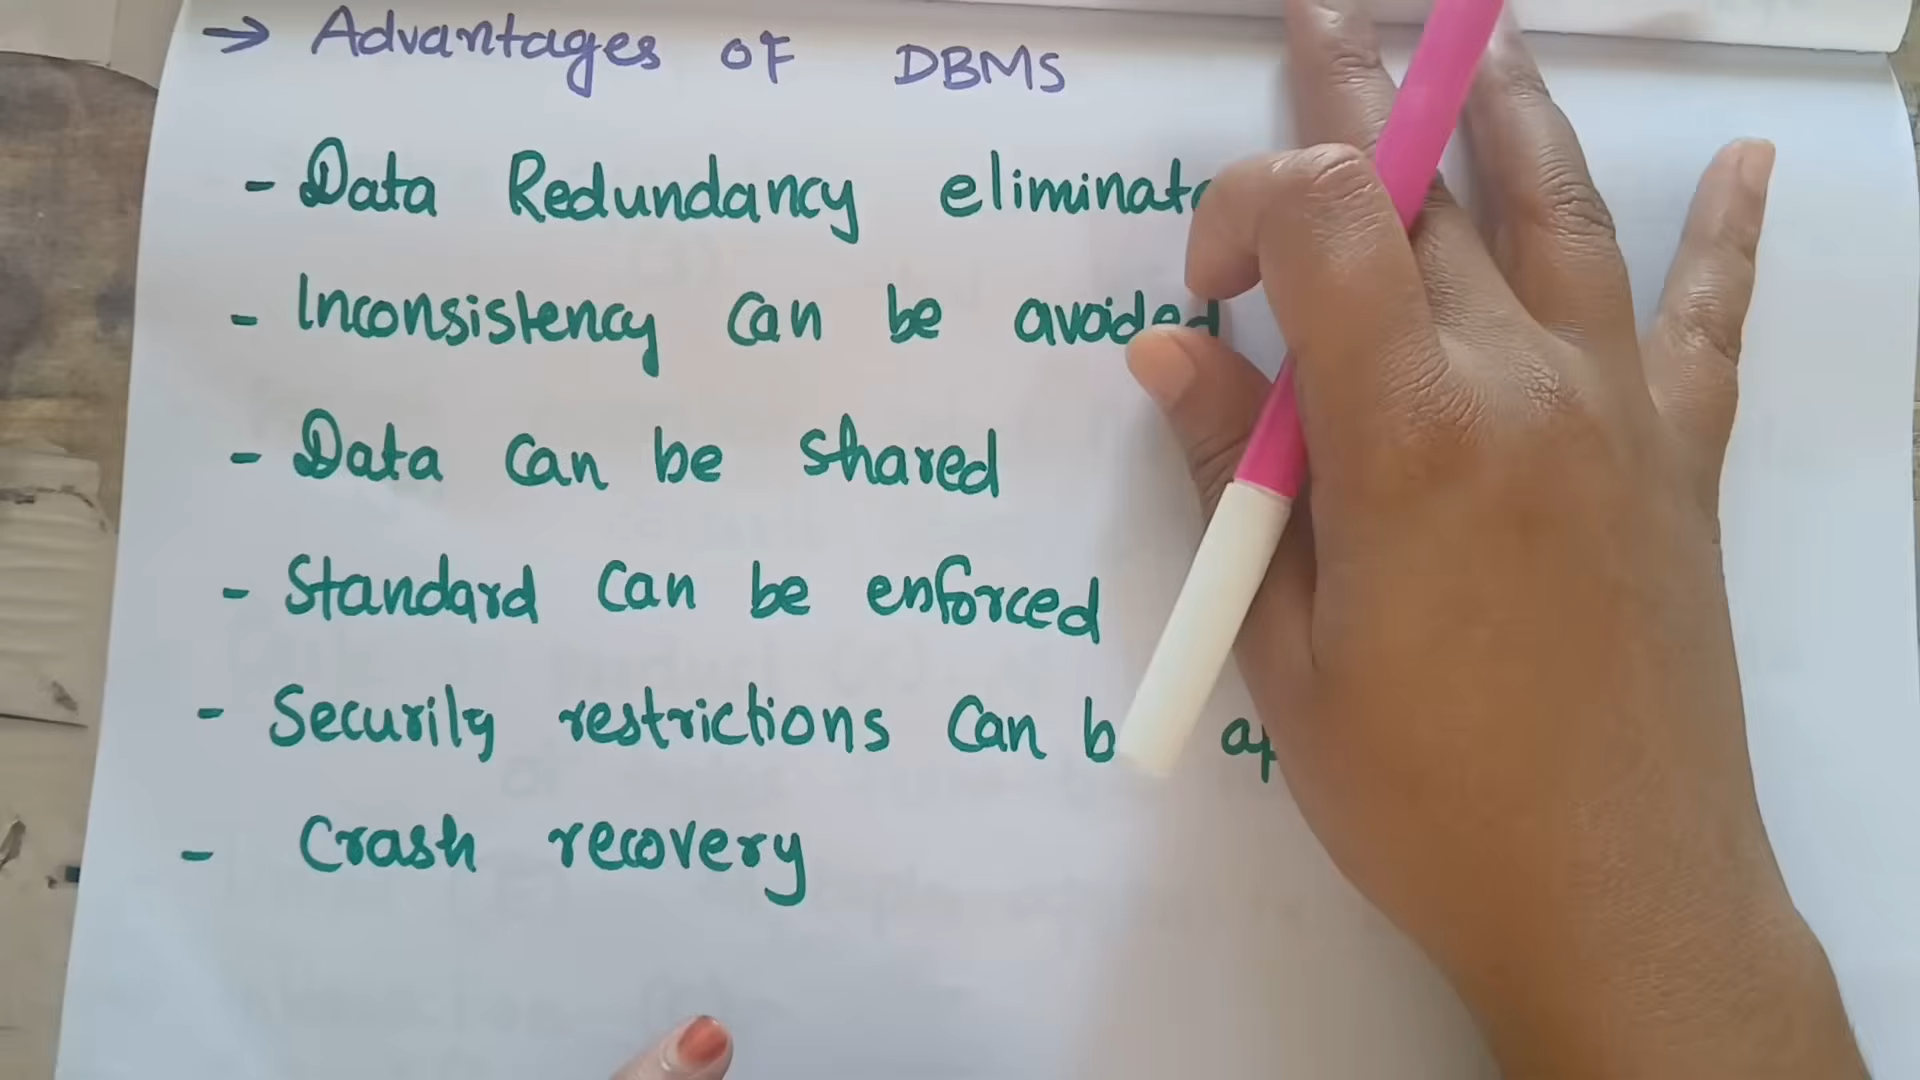 → Advantages of DBMS
- Data Redundancy
- Inconsistency can be avoided
- Data can be shared
- Standard can be enforced
- Security restrictions can
- Crash recovery